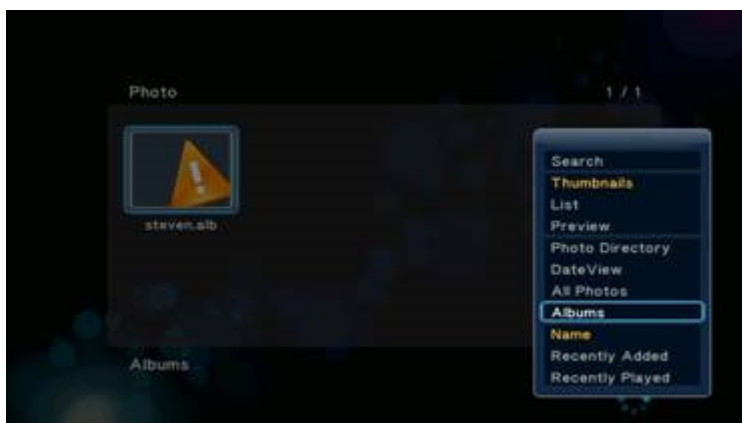 Photo
1 / 1
steven.alb
Albums
Search
Thumbnails
List
Preview
Photo Directory
DateView
All Photos
Albums
Name
Recently Added
Recently Played